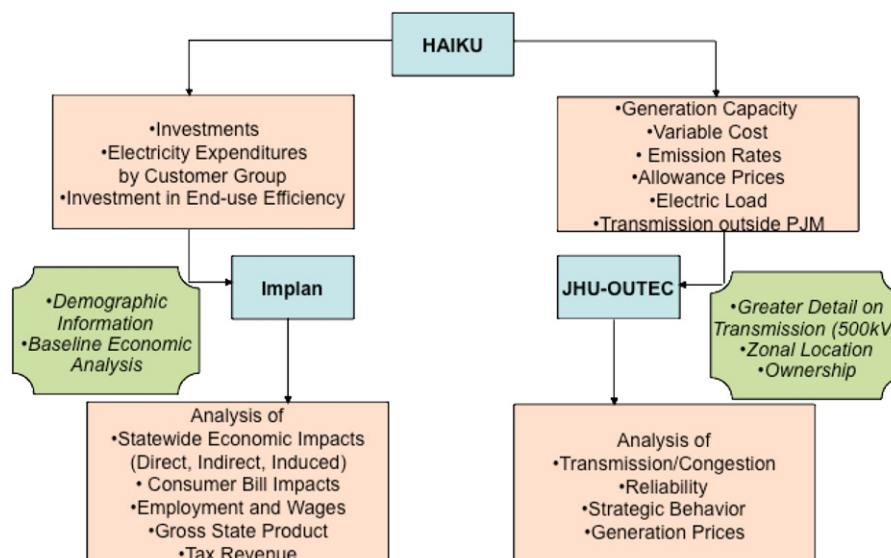 HAIKU
•Investments
•Electricity Expenditures
by Customer Group
•Investment in End-use Efficiency
•Generation Capacity
•Variable Cost
• Emission Rates
•Allowance Prices
•Electric Load
•Transmission outside PJM
•Demographic
Information
•Baseline Economic
Analysis
Implan
JHU-OUTEC
•Greater Detail on
Transmission (500kV)
•Zonal Location
•Ownership
Analysis of
•Statewide Economic Impacts
(Direct, Indirect, Induced)
• Consumer Bill Impacts
•Employment and Wages
•Gross State Product
•Tax Revenue
Analysis of
•Transmission/Congestion
•Reliability
•Strategic Behavior
•Generation Prices